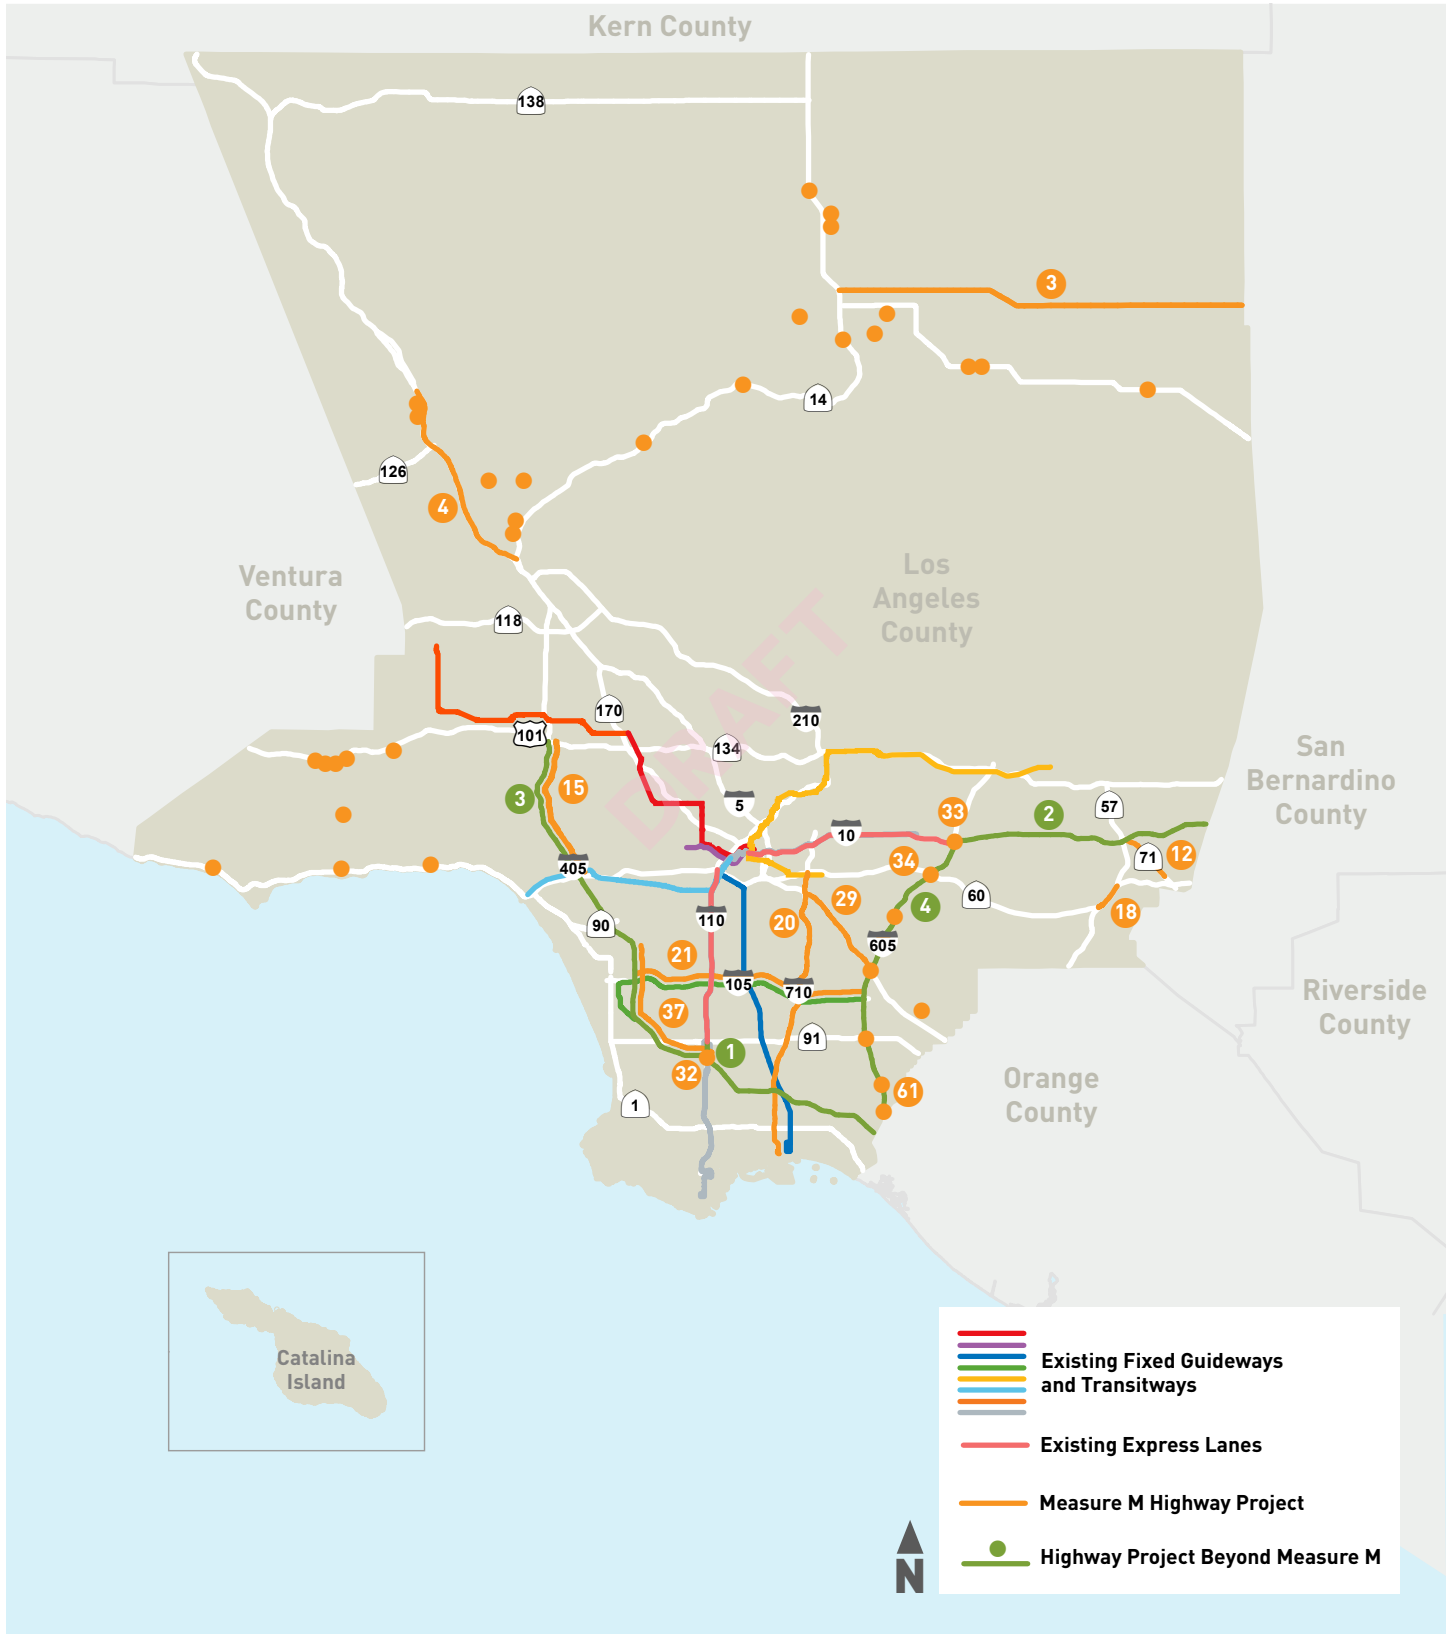 Kern County
138
3
14
126
4
Los
Angeles
County
Ventura
County
118
DRAFT
170
210
101
134
San
Bernardino
County
3
15
5
57
33
2
10
405
34
71
12
60
29
4
18
110
20
90
605
21
105
710
Riverside
County
37
91
1
32
Orange
County
61
1
Catalina
Island
Existing Fixed Guideways
and Transitways
Existing Express Lanes
Measure M Highway Project
Highway Project Beyond Measure M
N